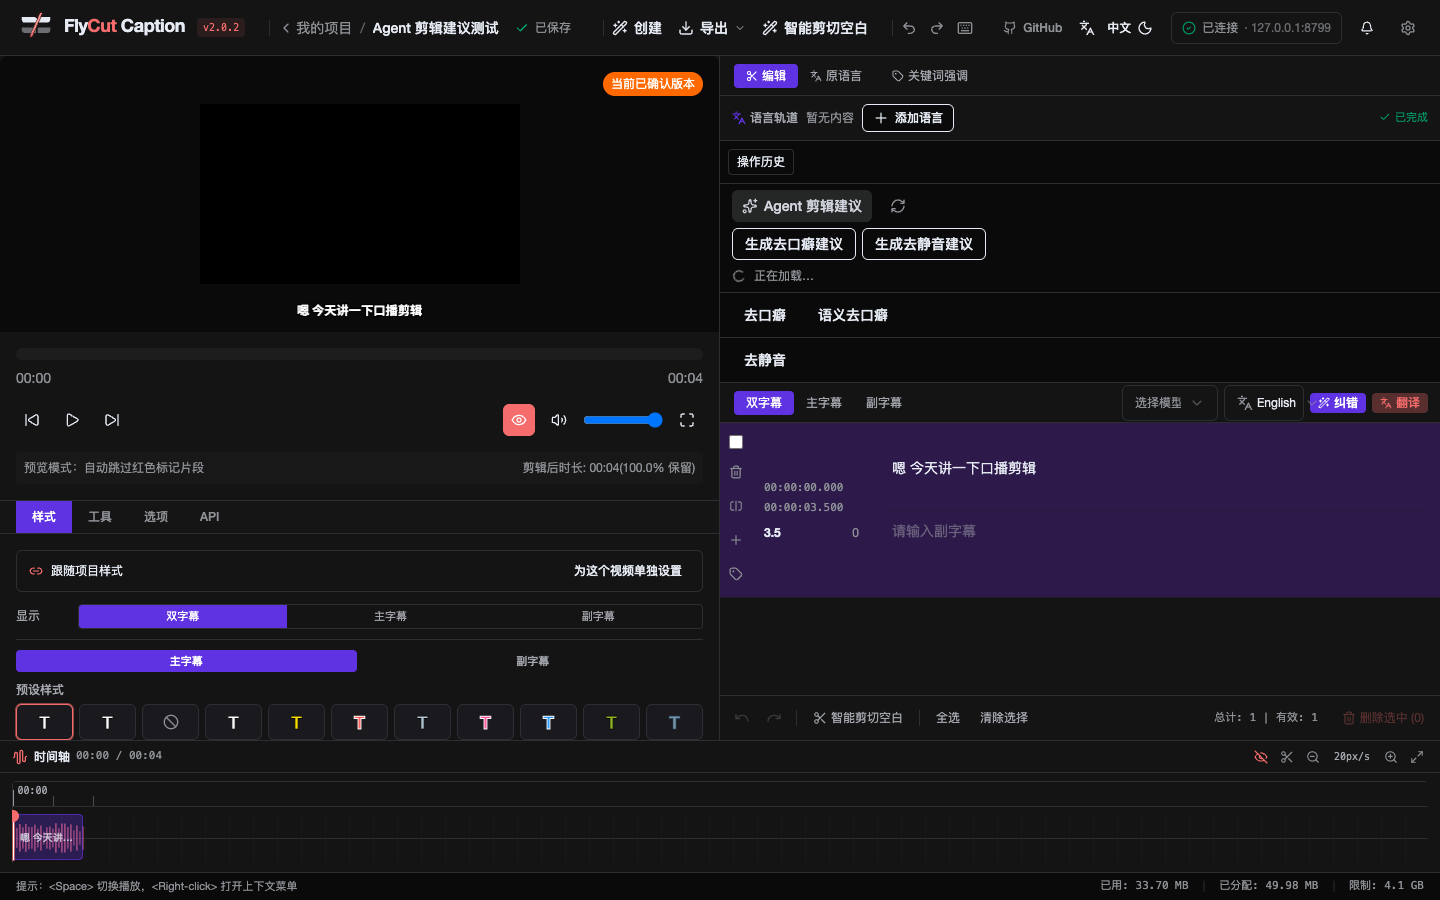 FlyCut Caption v2.0.2 我的项目 / Agent 剪辑建议测试 已保存 创建 导出 智能剪切空白 GitHub 中文 已连接 · 127.0.0.1:8799
当前已确认版本
嗯 今天讲一下口播剪辑
00:00 00:04
预览模式：自动跳过红色标记片段 剪辑后时长: 00:04(100.0% 保留)
样式 工具 选项 API
跟随项目样式 为这个视频单独设置
显示 双字幕 主字幕 副字幕
主字幕 副字幕
预设样式
T T T T T T T T T T
编辑 原语言 关键词强调
语言轨道 暂无内容 添加语言 已完成
操作历史
Agent 剪辑建议
生成去口癖建议 生成去静音建议
正在加载...
去口癖 语义去口癖
去静音
双字幕 主字幕 副字幕 选择模型 English 纠错 翻译
嗯 今天讲一下口播剪辑
00:00:00.000
00:00:03.500
3.5 0 请输入副字幕
智能剪切空白 全选 清除选择 总计: 1 | 有效: 1 删除选中 (0)
时间轴 00:00 / 00:04 20px/s
00:00
嗯 今天讲...
提示：<Space> 切换播放，<Right-click> 打开上下文菜单 已用: 33.70 MB 已分配: 49.98 MB 限制: 4.1 GB